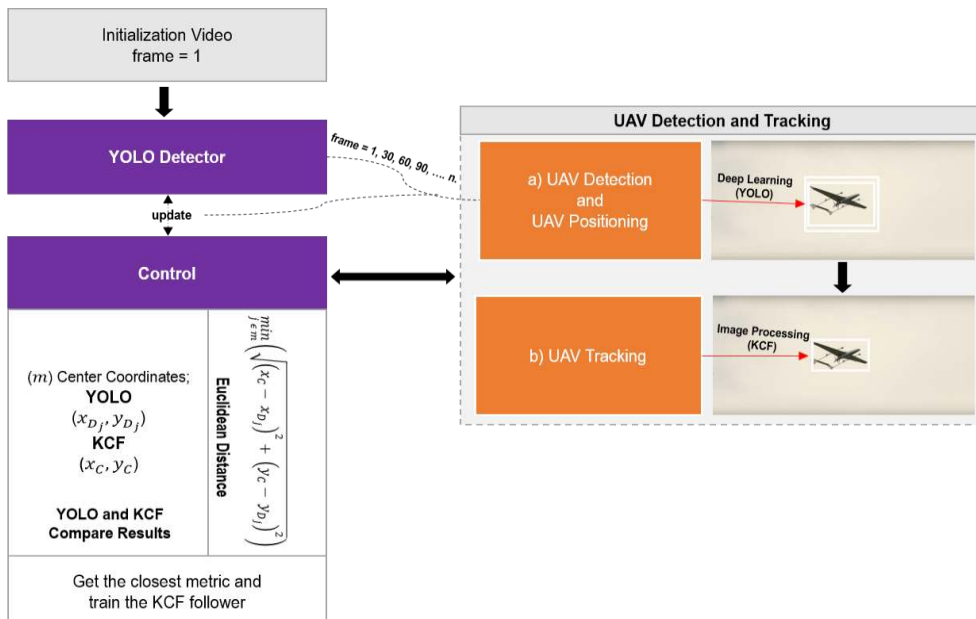 Initialization Video
frame = 1
YOLO Detector
frame = 1, 30, 60, 90, .... n.
update
Control
(m) Center Coordinates;
YOLO
(x_{D_j}, y_{D_j})
KCF
(x_C, y_C)
YOLO and KCF
Compare Results
Euclidean Distance
min_{j ϵ m} (√((x_C − x_{D_j})² + (y_C − y_{D_j})²))
Get the closest metric and
train the KCF follower
UAV Detection and Tracking
a) UAV Detection
and
UAV Positioning
Deep Learning
(YOLO)
b) UAV Tracking
Image Processing
(KCF)